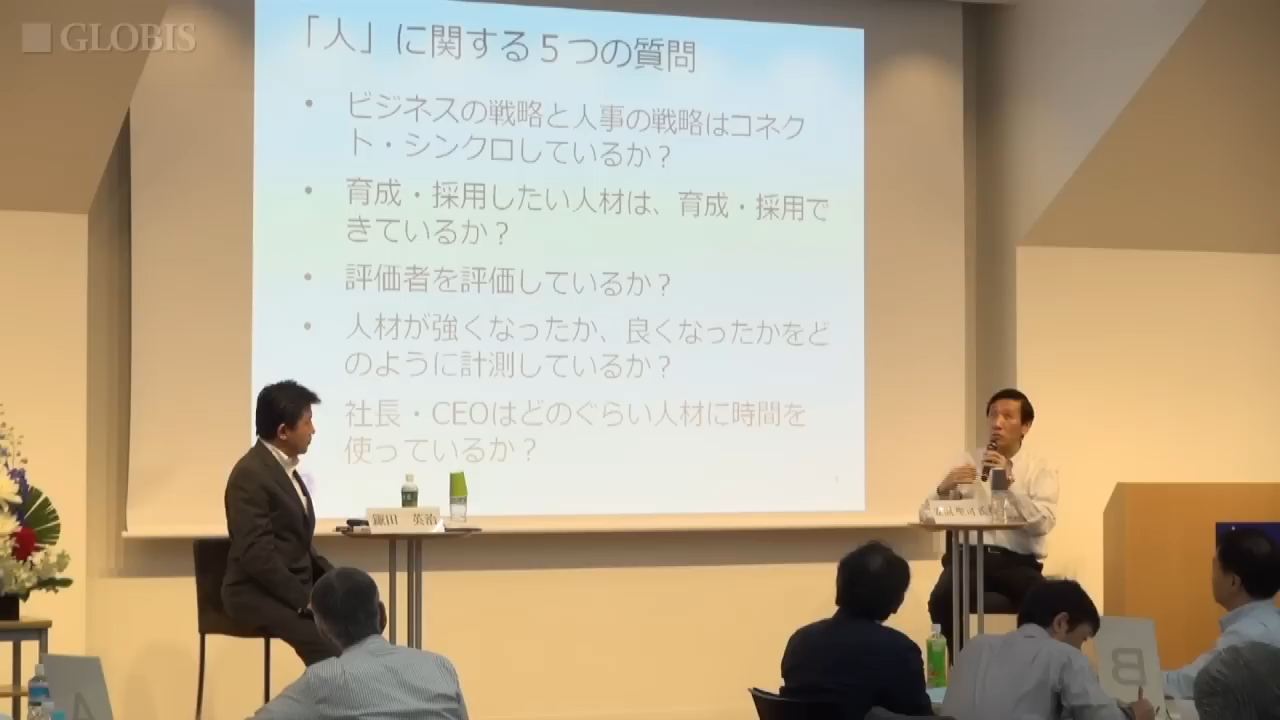 GLOBIS
「人」に関する５つの質問
• ビジネスの戦略と人事の戦略はコネク
ト・シンクロしているか？
• 育成・採用したい人材は、育成・採用で
きているか？
• 評価者を評価しているか？
• 人材が強くなったか、良くなったかをど
のように計測しているか？
社長・CEOはどのぐらい人材に時間を
使っているか？
鎌田 英治
A
B